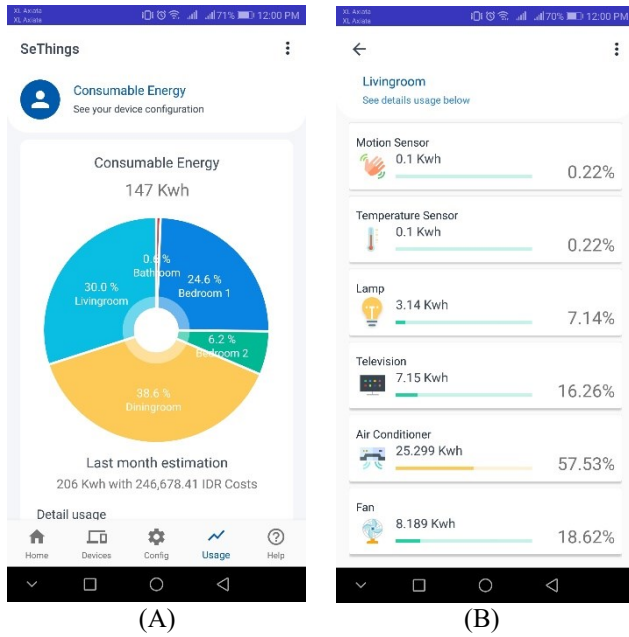 XL Axiata
XL Axiata
71% 12:00 PM
SeThings
Consumable Energy
See your device configuration
Consumable Energy
147 Kwh
0.6 %
Bathroom
24.6 %
Bedroom 1
30.0 %
Livingroom
6.2 %
Bedroom 2
38.6 %
Diningroom
Last month estimation
206 Kwh with 246,678.41 IDR Costs
Detail usage
Home Devices Config Usage Help
(A)
XL Axiata
XL Axiata
70% 12:00 PM
Livingroom
See details usage below
Motion Sensor
0.1 Kwh
0.22%
Temperature Sensor
0.1 Kwh
0.22%
Lamp
3.14 Kwh
7.14%
Television
7.15 Kwh
16.26%
Air Conditioner
25.299 Kwh
57.53%
Fan
8.189 Kwh
18.62%
(B)